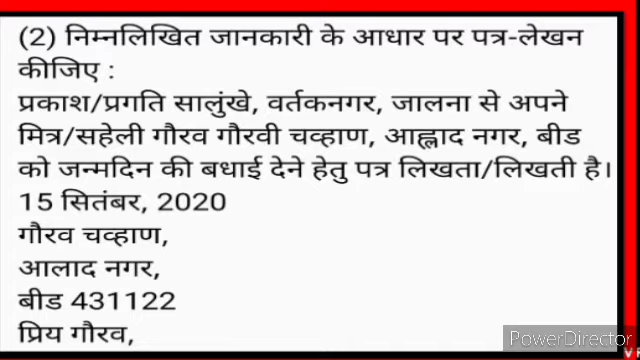 (2) निम्नलिखित जानकारी के आधार पर पत्र-लेखन
कीजिए :
प्रकाश/प्रगति सालुंखे, वर्तकनगर, जालना से अपने
मित्र/सहेली गौरव गौरवी चव्हाण, आह्लाद नगर, बीड
को जन्मदिन की बधाई देने हेतु पत्र लिखता/लिखती है।
15 सितंबर, 2020
गौरव चव्हाण,
आलाद नगर,
बीड 431122
प्रिय गौरव,
PowerDirector